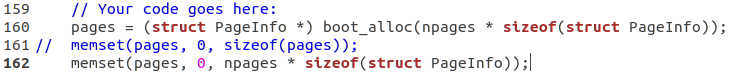 159     // Your code goes here:
160     pages = (struct PageInfo *) boot_alloc(npages * sizeof(struct PageInfo));
161 //  memset(pages, 0, sizeof(pages));
162     memset(pages, 0, npages * sizeof(struct PageInfo));